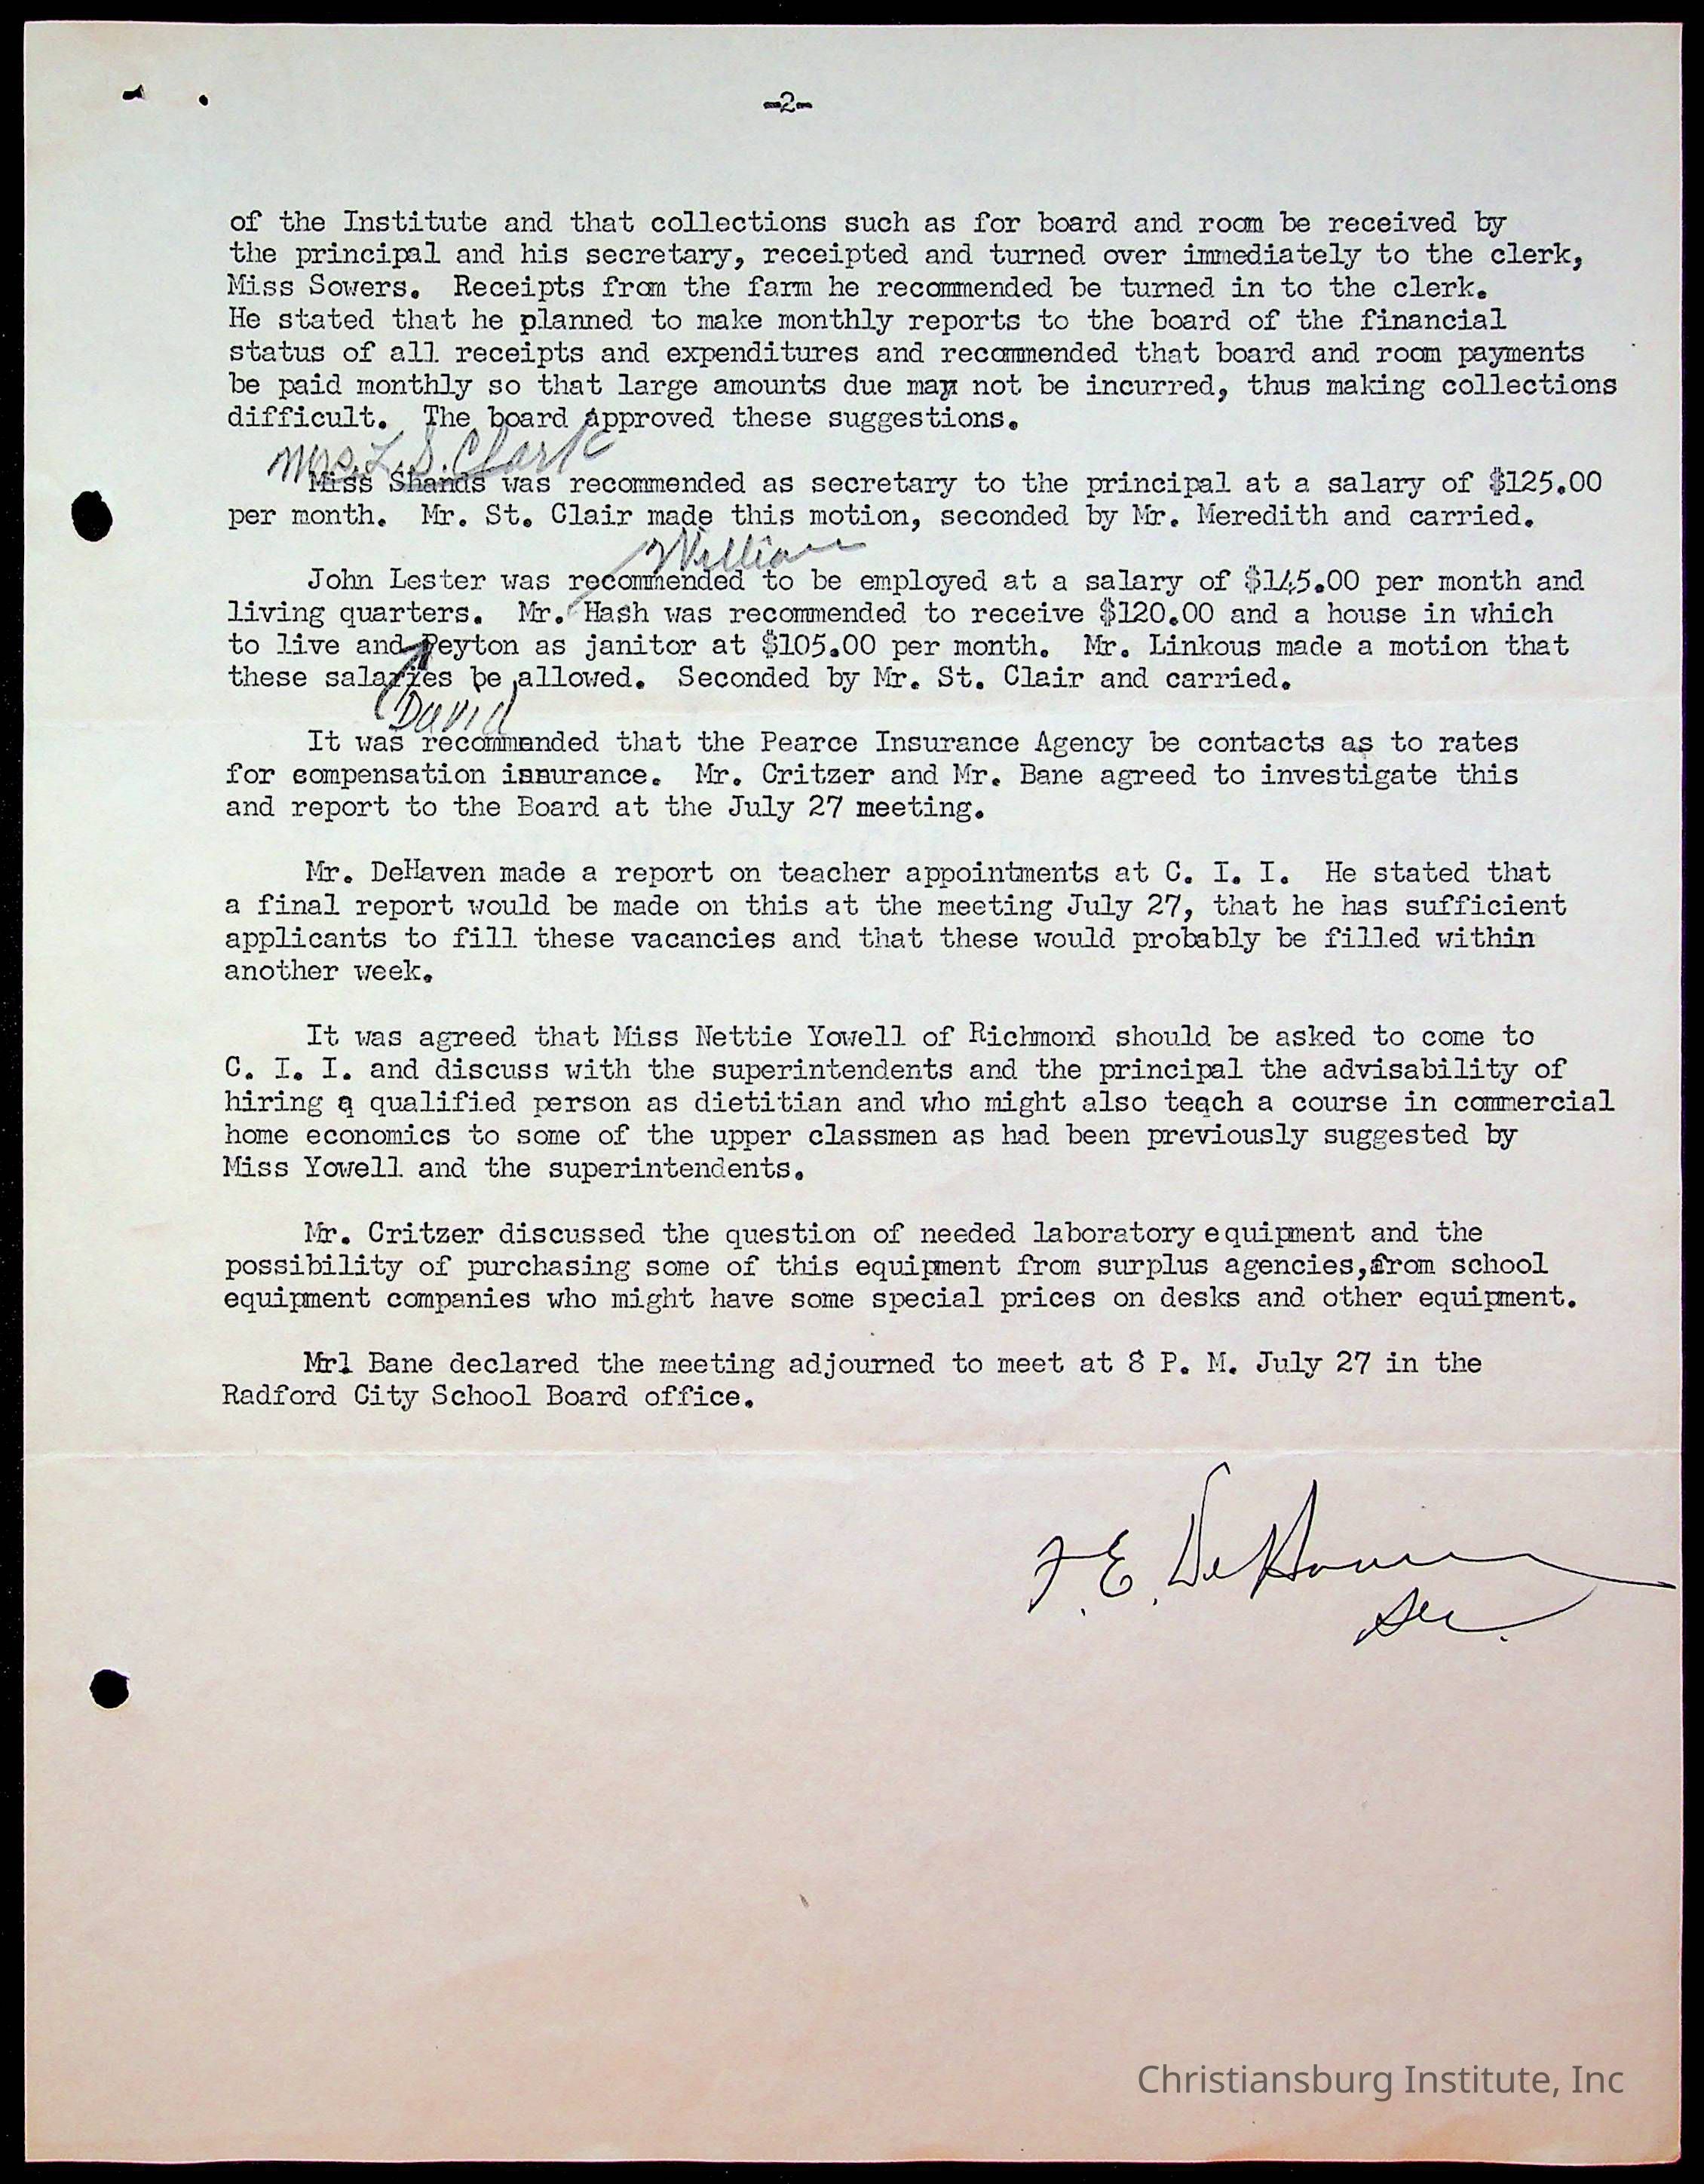 -2-
of the Institute and that collections such as for board and room be received by
the principal and his secretary, receipted and turned over immediately to the clerk,
Miss Sowers. Receipts from the farm he recommended be turned in to the clerk.
He stated that he planned to make monthly reports to the board of the financial
status of all receipts and expenditures and recommended that board and room payments
be paid monthly so that large amounts due may not be incurred, thus making collections
difficult. The board approved these suggestions.
Mrs. L. S. Clark
Miss Shands was recommended as secretary to the principal at a salary of $125.00
per month. Mr. St. Clair made this motion, seconded by Mr. Meredith and carried.
William
John Lester was recommended to be employed at a salary of $145.00 per month and
living quarters. Mr. Hash was recommended to receive $120.00 and a house in which
to live and Peyton as janitor at $105.00 per month. Mr. Linkous made a motion that
these salaries be allowed. Seconded by Mr. St. Clair and carried.
David
It was recommended that the Pearce Insurance Agency be contacts as to rates
for compensation insurance. Mr. Critzer and Mr. Bane agreed to investigate this
and report to the Board at the July 27 meeting.
Mr. DeHaven made a report on teacher appointments at C. I. I. He stated that
a final report would be made on this at the meeting July 27, that he has sufficient
applicants to fill these vacancies and that these would probably be filled within
another week.
It was agreed that Miss Nettie Yowell of Richmond should be asked to come to
C. I. I. and discuss with the superintendents and the principal the advisability of
hiring a qualified person as dietitian and who might also teach a course in commercial
home economics to some of the upper classmen as had been previously suggested by
Miss Yowell and the superintendents.
Mr. Critzer discussed the question of needed laboratory equipment and the
possibility of purchasing some of this equipment from surplus agencies,from school
equipment companies who might have some special prices on desks and other equipment.
Mrl Bane declared the meeting adjourned to meet at 8 P. M. July 27 in the
Radford City School Board office.
F. E. DeHaven
Sec.
Christiansburg Institute, Inc